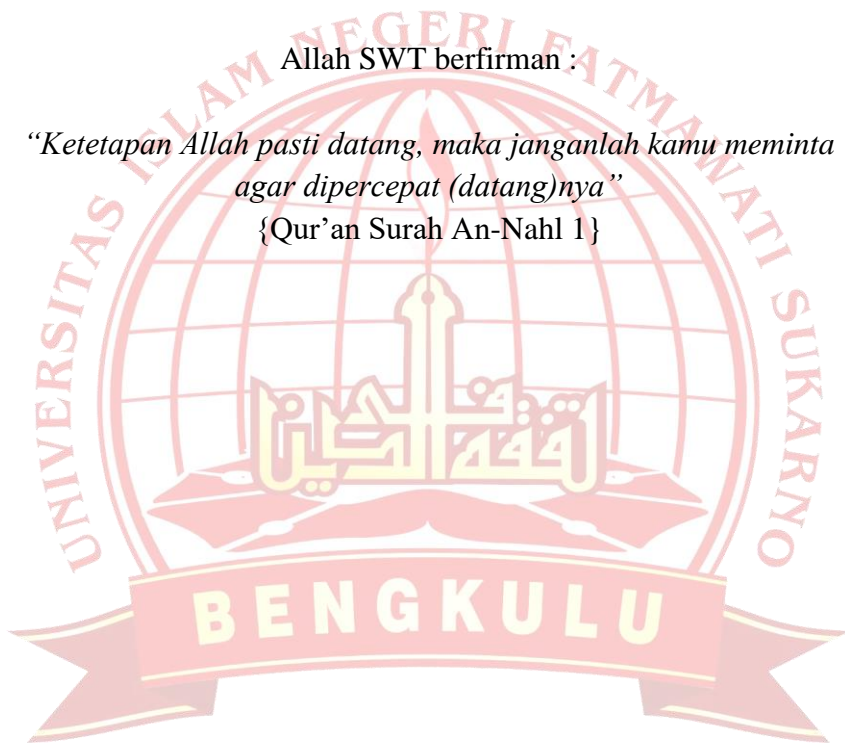 Allah SWT berfirman :
“Ketetapan Allah pasti datang, maka janganlah kamu meminta
agar dipercepat (datang)nya”
{Qur’an Surah An-Nahl 1}
UNIVERSITAS ISLAM NEGERI FATMAWATI SUKARNO
BENGKULU